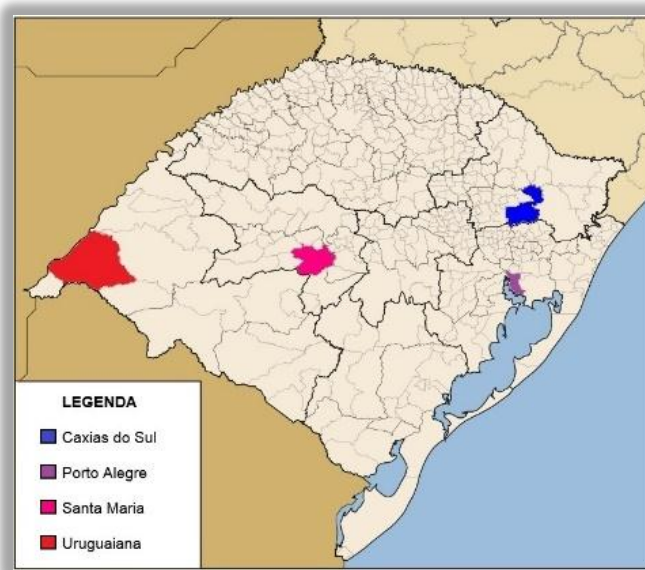 LEGENDA
Caxias do Sul
Porto Alegre
Santa Maria
Uruguaiana